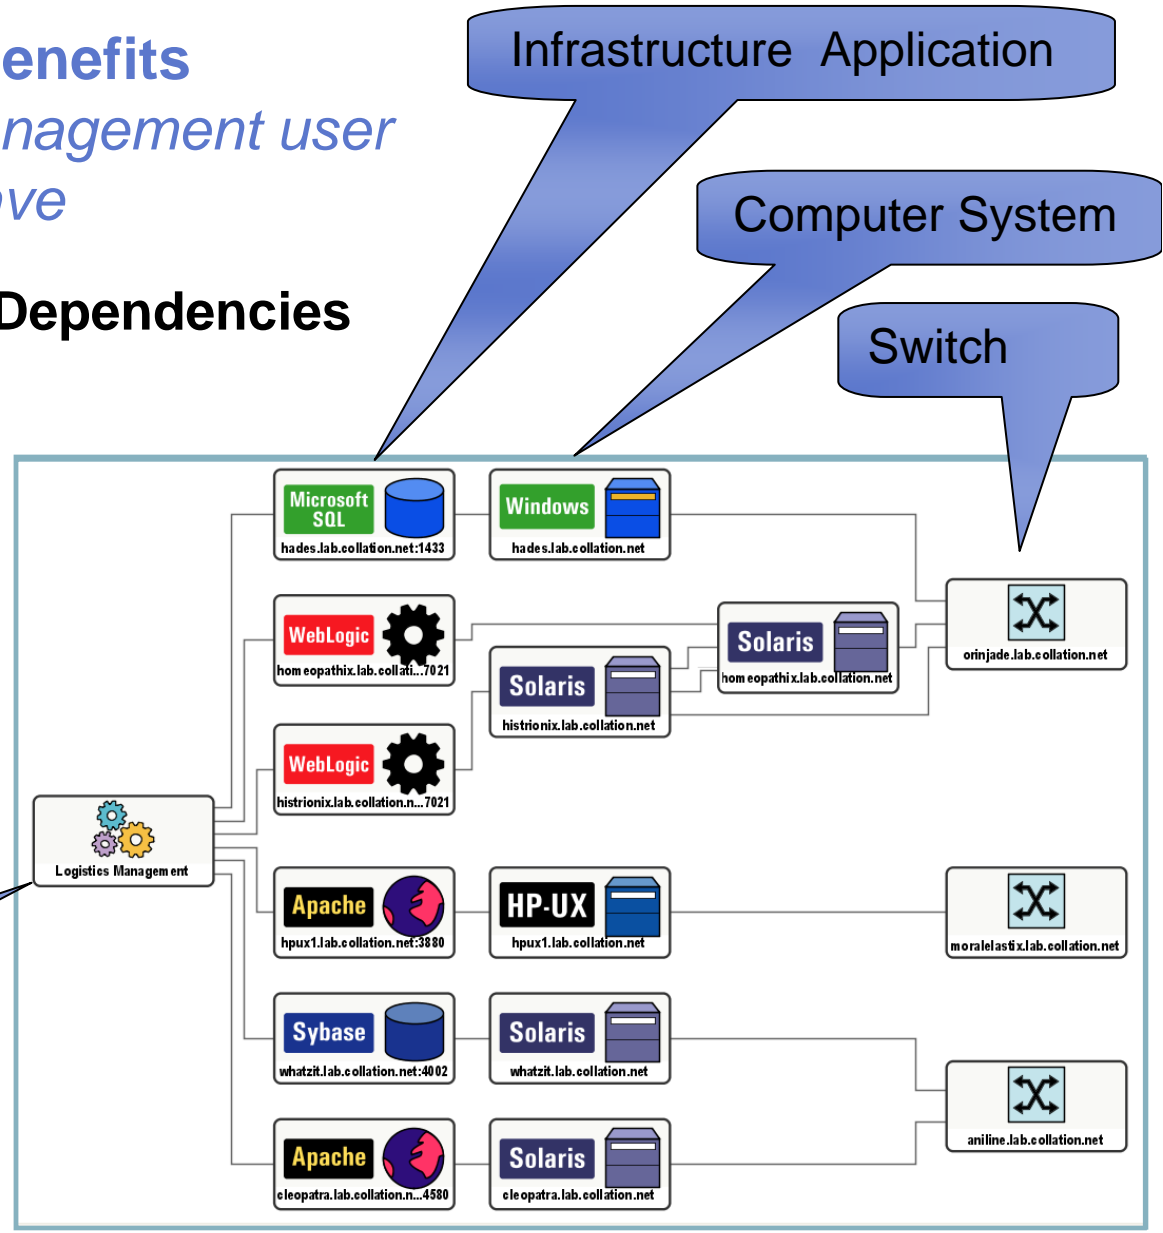 enefits
nagement user
ave
Dependencies
Infrastructure Application
Computer System
Switch
Microsoft
SQL
hades.lab.collation.net:1433
Windows
hades.lab.collation.net
WebLogic
homeopathix.lab.collati...7021
Solaris
homeopathix.lab.collation.net
orinjade.lab.collation.net
Solaris
histrionix.lab.collation.net
WebLogic
histrionix.lab.collation.n...7021
Logistics Management
Apache
hpux1.lab.collation.net:3880
HP-UX
hpux1.lab.collation.net
moralelastix.lab.collation.net
Sybase
whatzit.lab.collation.net:4002
Solaris
whatzit.lab.collation.net
aniline.lab.collation.net
Apache
cleopatra.lab.collation.n...4580
Solaris
cleopatra.lab.collation.net